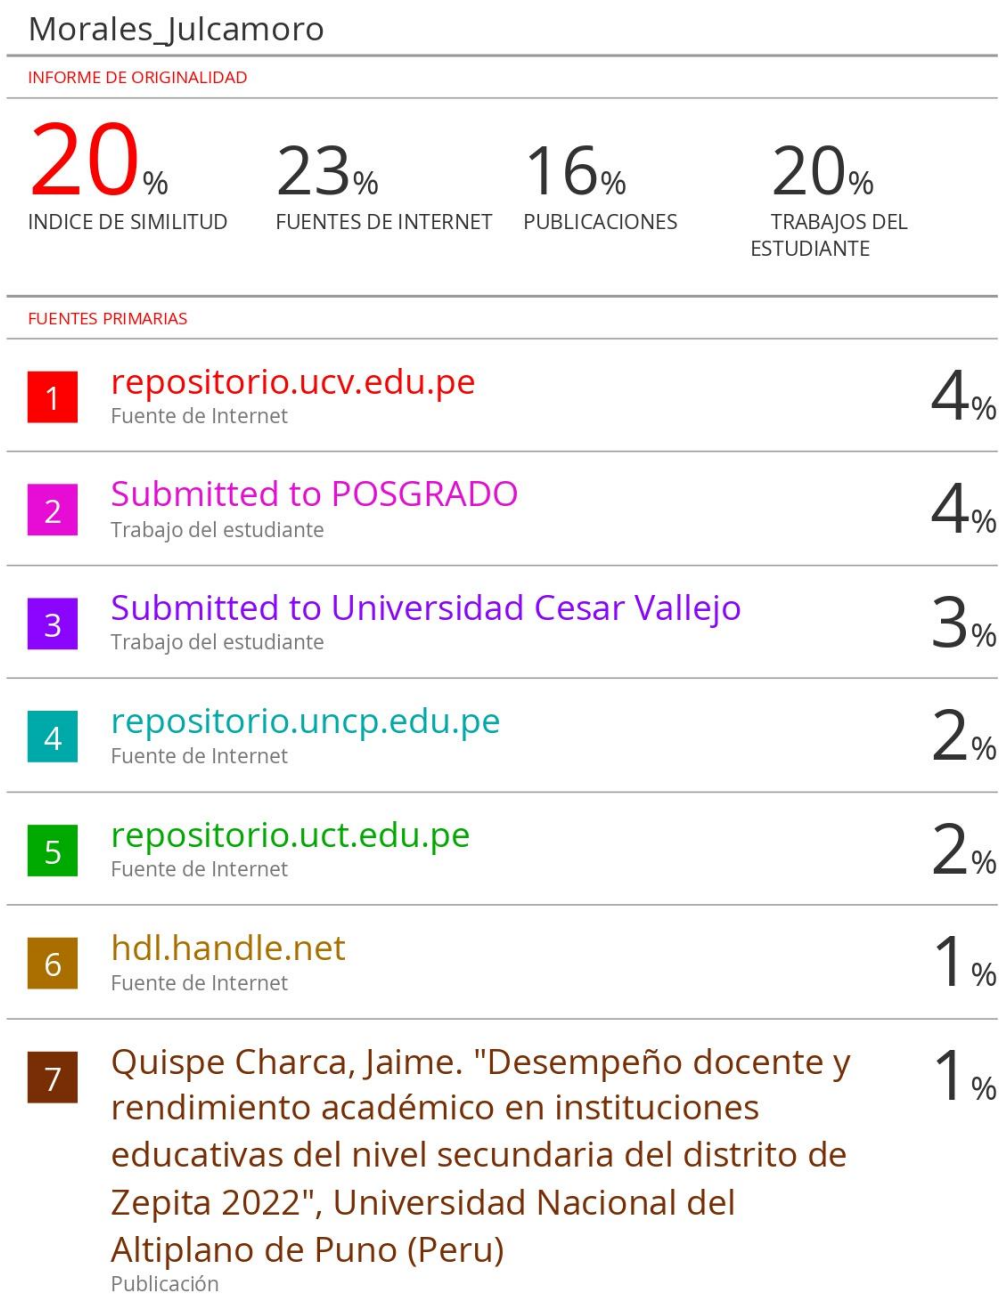 Morales_Julcamoro
INFORME DE ORIGINALIDAD
20% 23% 16% 20%
INDICE DE SIMILITUD FUENTES DE INTERNET PUBLICACIONES TRABAJOS DEL
ESTUDIANTE
FUENTES PRIMARIAS
1 repositorio.ucv.edu.pe 4%
Fuente de Internet
2 Submitted to POSGRADO 4%
Trabajo del estudiante
3 Submitted to Universidad Cesar Vallejo 3%
Trabajo del estudiante
4 repositorio.uncp.edu.pe 2%
Fuente de Internet
5 repositorio.uct.edu.pe 2%
Fuente de Internet
6 hdl.handle.net 1%
Fuente de Internet
7 Quispe Charca, Jaime. "Desempeño docente y 1%
rendimiento académico en instituciones
educativas del nivel secundaria del distrito de
Zepita 2022", Universidad Nacional del
Altiplano de Puno (Peru)
Publicación